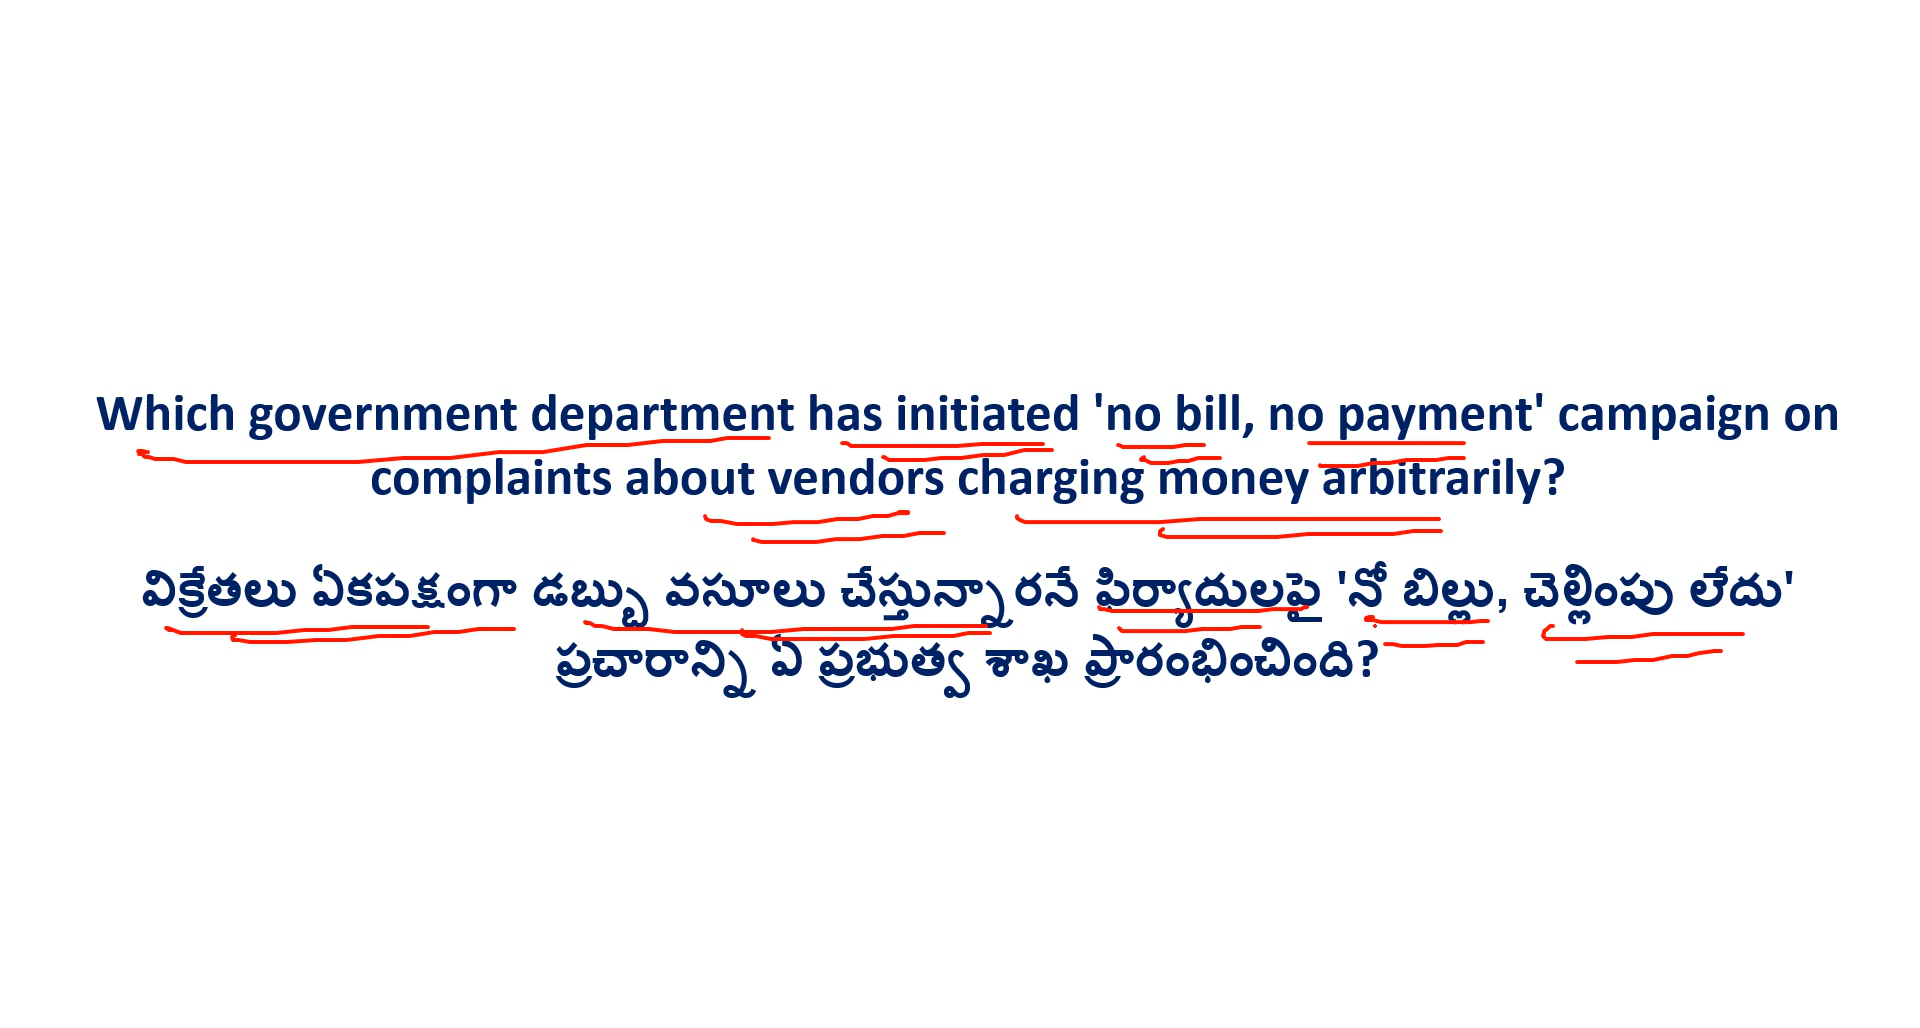 Which government department has initiated 'no bill, no payment' campaign on
complaints about vendors charging money arbitrarily?
విక్రేతలు ఏకపక్షంగా డబ్బు వసూలు చేస్తున్నారనే ఫిర్యాదులపై 'నో బిల్లు, చెల్లింపు లేదు'
ప్రచారాన్ని ఏ ప్రభుత్వ శాఖ ప్రారంభించింది?